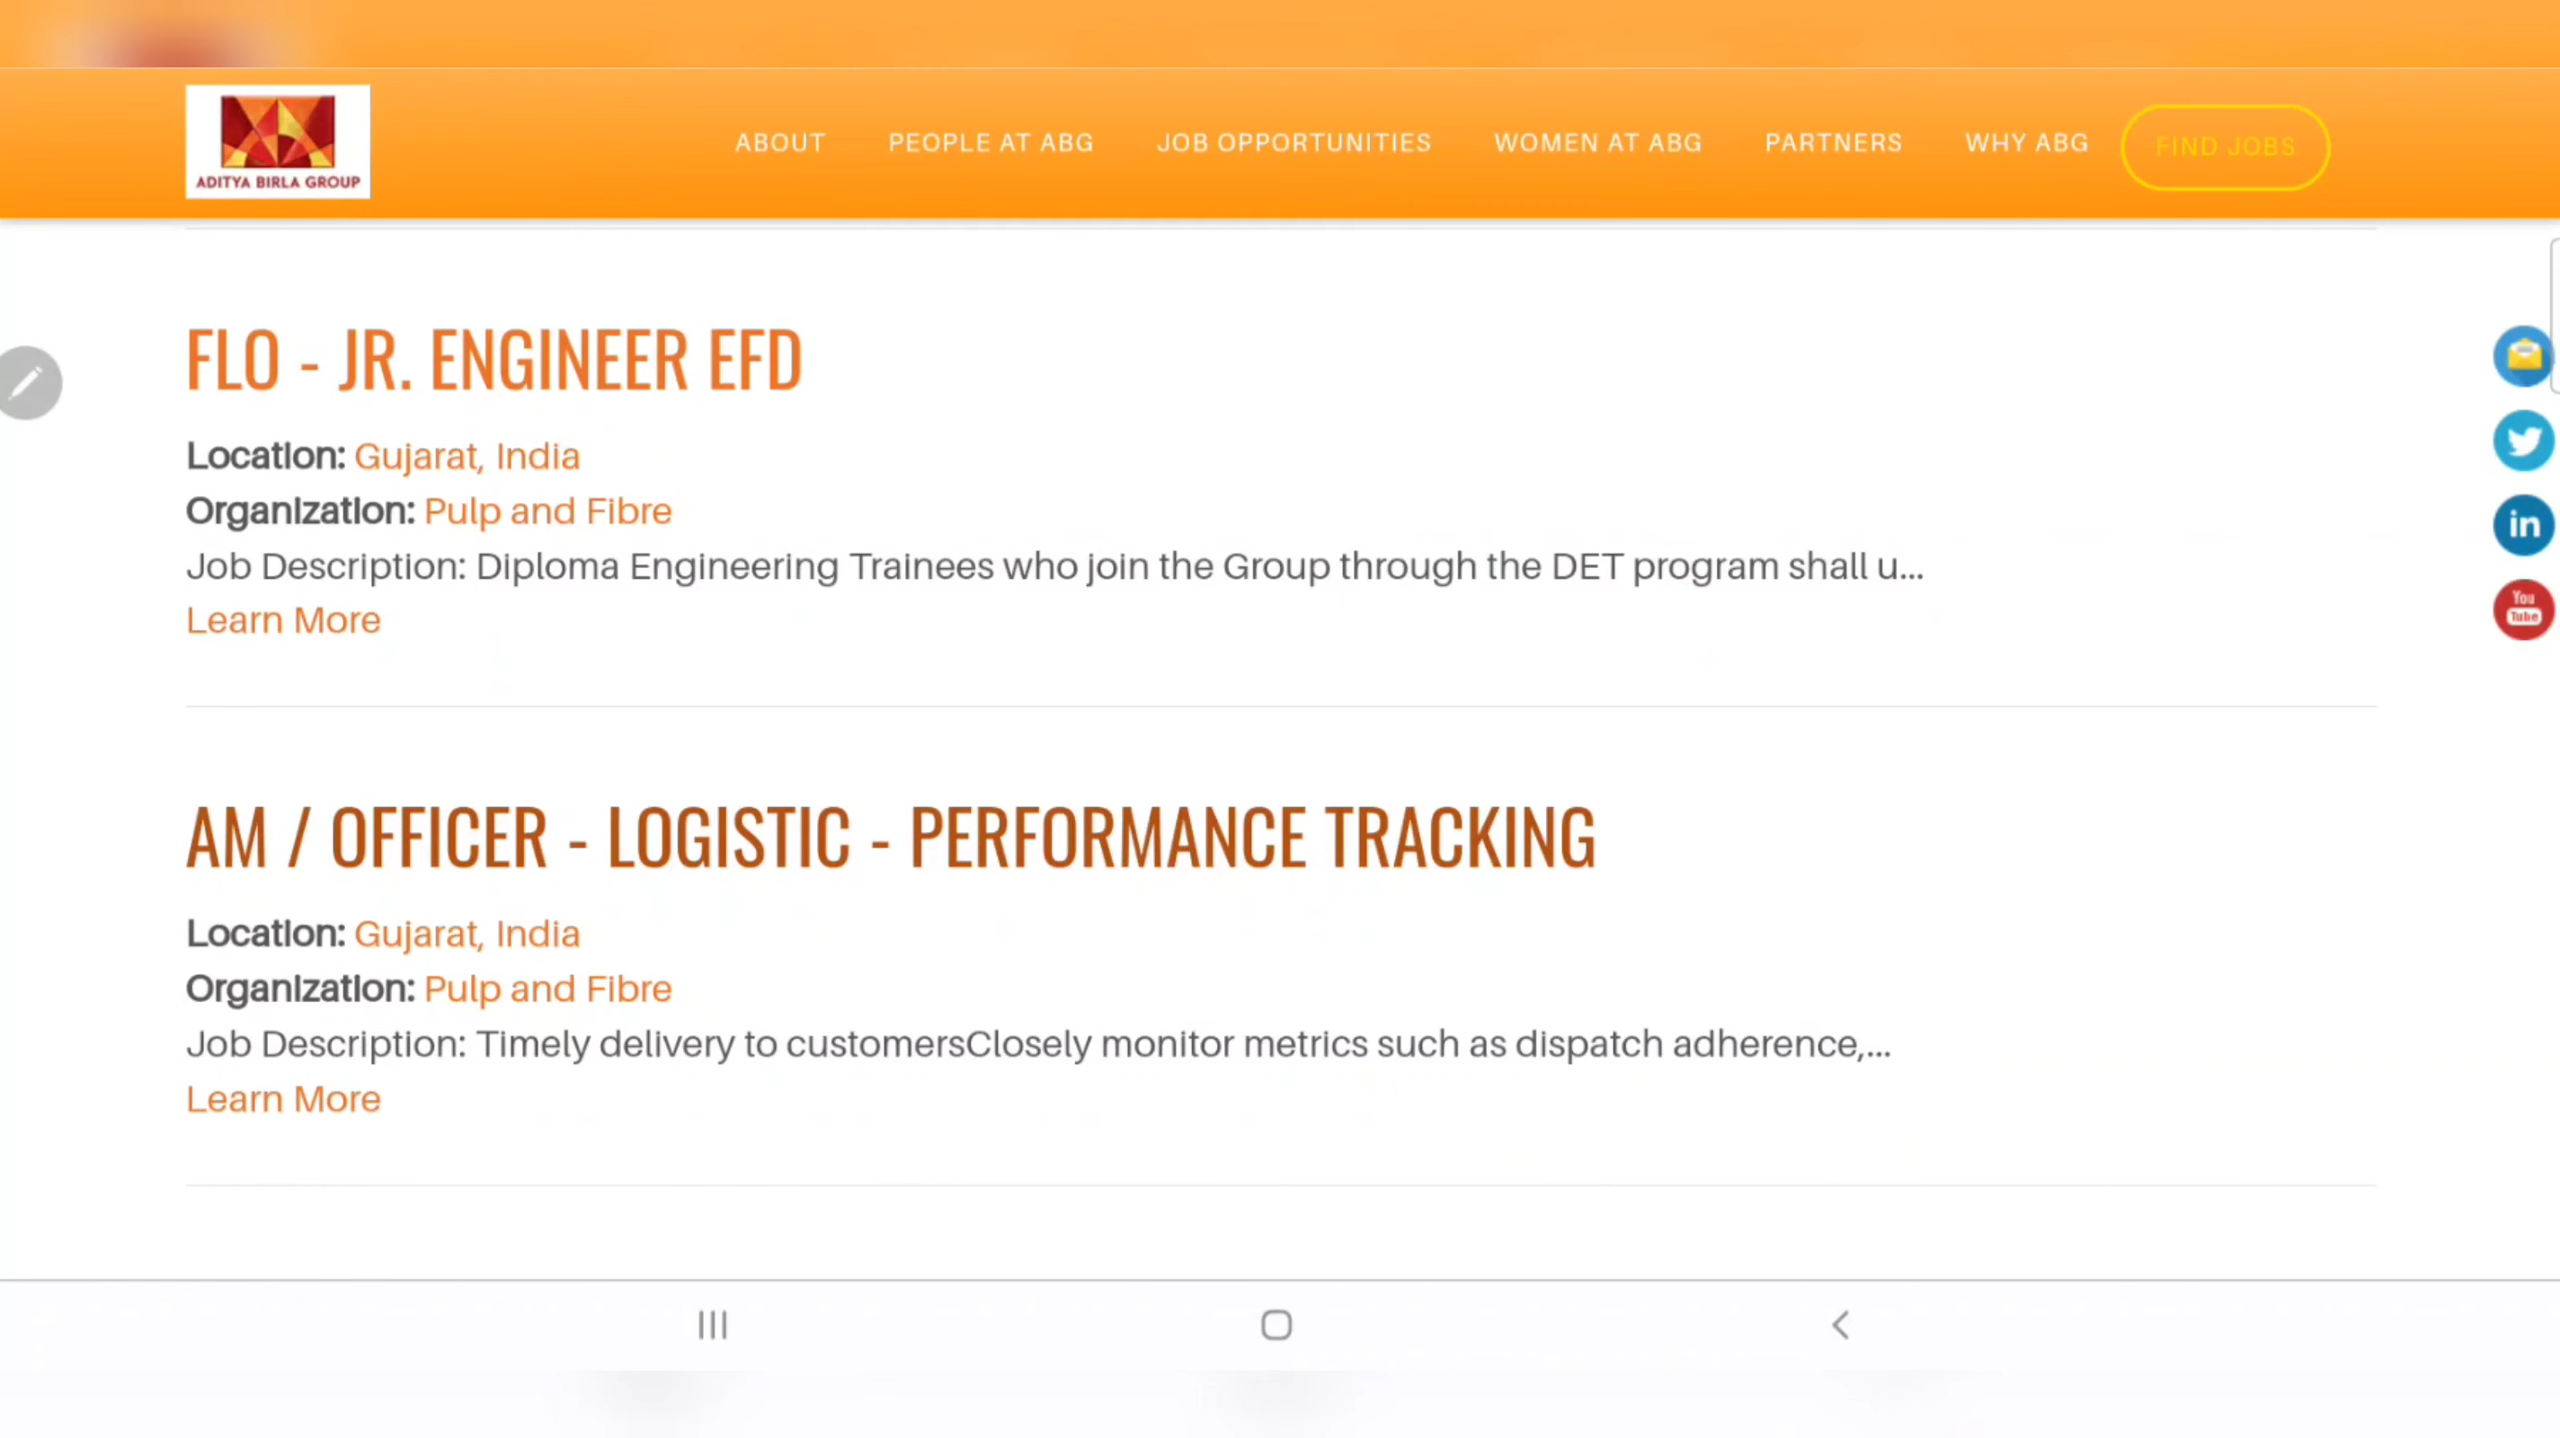 ADITYA BIRLA GROUP
ABOUT PEOPLE AT ABG JOB OPPORTUNITIES WOMEN AT ABG PARTNERS WHY ABG FIND JOBS
FLO - JR. ENGINEER EFD
Location: Gujarat, India
Organization: Pulp and Fibre
Job Description: Diploma Engineering Trainees who join the Group through the DET program shall u...
Learn More
in
You
Tube
AM / OFFICER - LOGISTIC - PERFORMANCE TRACKING
Location: Gujarat, India
Organization: Pulp and Fibre
Job Description: Timely delivery to customersClosely monitor metrics such as dispatch adherence,...
Learn More